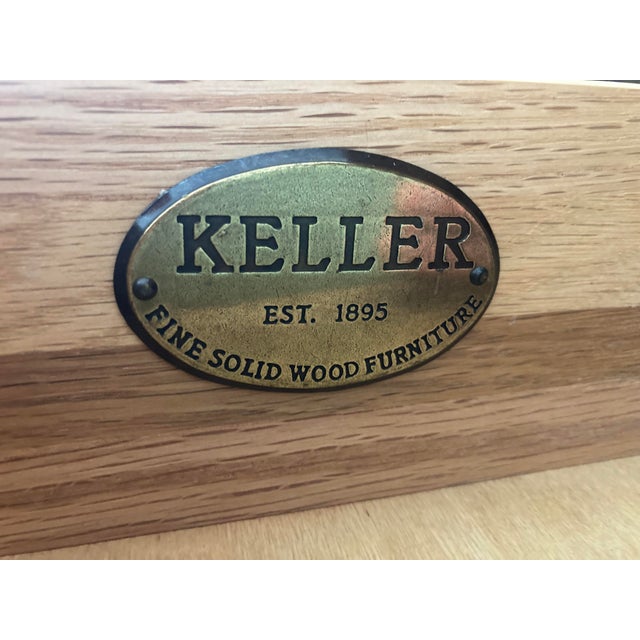 KELLER
EST. 1895
FINE SOLID WOOD FURNITURE